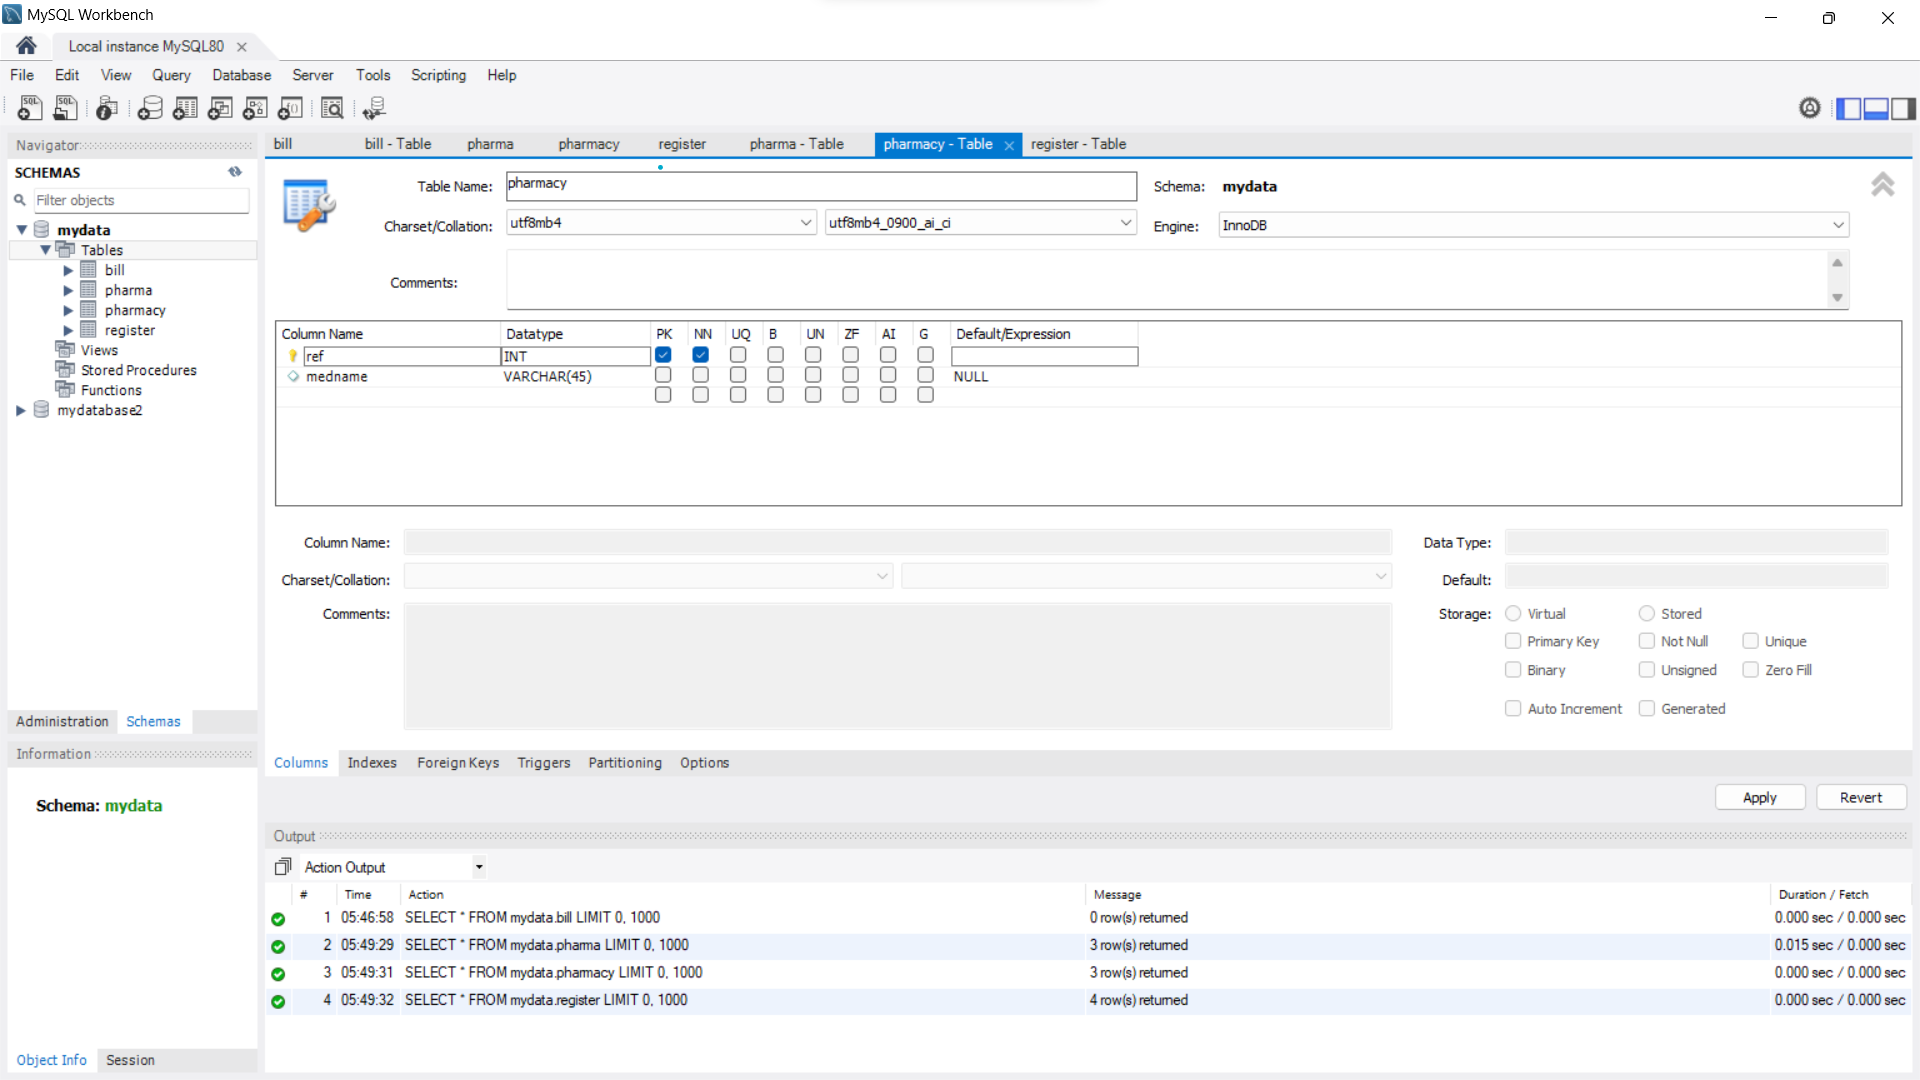 MySQL Workbench
Local instance MySQL80
File Edit View Query Database Server Tools Scripting Help
Navigator
SCHEMAS
Filter objects
mydata
Tables
bill
pharma
pharmacy
register
Views
Stored Procedures
Functions
mydatabase2
Administration Schemas
Information
Schema: mydata
Object Info Session
bill bill - Table pharma pharmacy register pharma - Table pharmacy - Table register - Table
Table Name: pharmacy Schema: mydata
Charset/Collation: utf8mb4 utf8mb4_0900_ai_ci Engine: InnoDB
Comments:
Column Name Datatype PK NN UQ B UN ZF AI G Default/Expression
ref INT
medname VARCHAR(45) NULL
Column Name: Data Type:
Charset/Collation: Default:
Comments: Storage: Virtual Stored
Primary Key Not Null Unique
Binary Unsigned Zero Fill
Auto Increment Generated
Columns Indexes Foreign Keys Triggers Partitioning Options
Apply Revert
Output
Action Output
# Time Action Message Duration / Fetch
1 05:46:58 SELECT * FROM mydata.bill LIMIT 0, 1000 0 row(s) returned 0.000 sec / 0.000 sec
2 05:49:29 SELECT * FROM mydata.pharma LIMIT 0, 1000 3 row(s) returned 0.015 sec / 0.000 sec
3 05:49:31 SELECT * FROM mydata.pharmacy LIMIT 0, 1000 3 row(s) returned 0.000 sec / 0.000 sec
4 05:49:32 SELECT * FROM mydata.register LIMIT 0, 1000 4 row(s) returned 0.000 sec / 0.000 sec